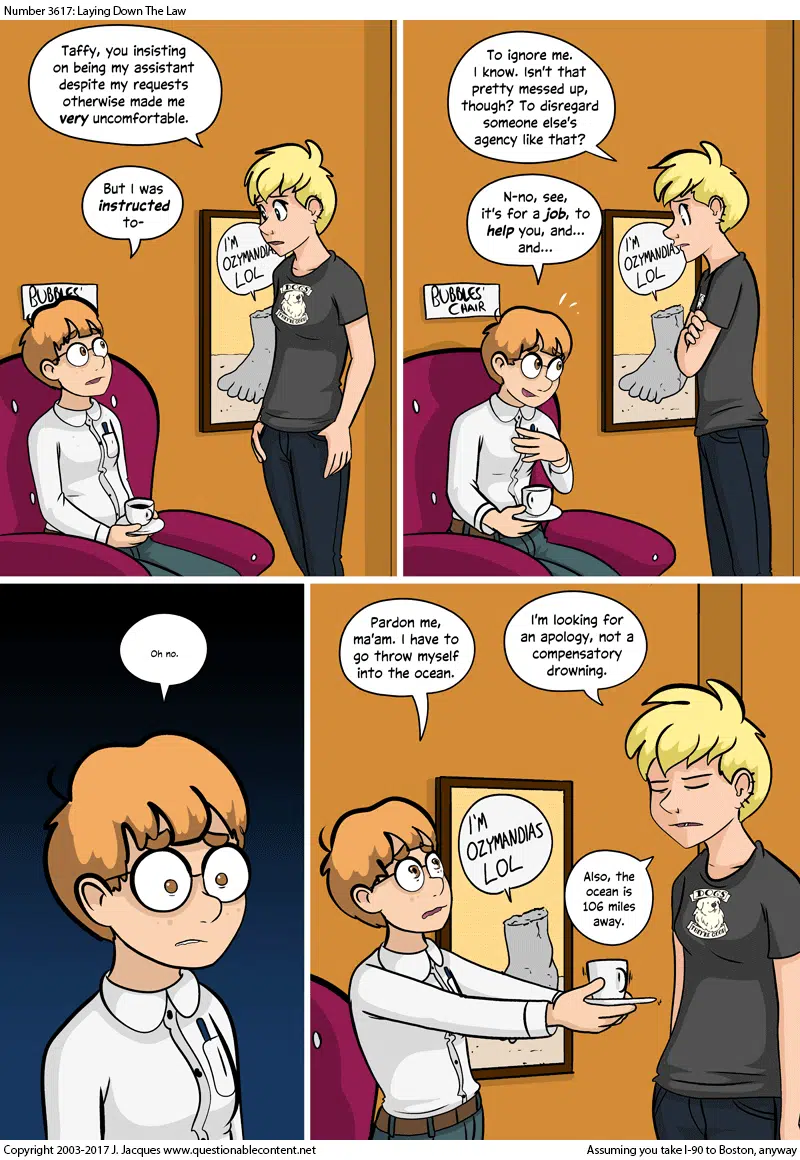 Number 3617: Laying Down The Law
Taffy, you insisting
on being my assistant
despite my requests
otherwise made me
very uncomfortable.
But I was
instructed
to-
I'M
OZYMANDIAS
LOL
BUBBLES'
DOGS
To ignore me.
I know. Isn't that
pretty messed up,
though? To disregard
someone else's
agency like that?
N-no, see,
it's for a job, to
help you, and...
and...
I'M
OZYMANDIAS
LOL
BUBBLES'
CHAIR
Oh no.
Pardon me,
ma'am. I have to
go throw myself
into the ocean.
I'm looking for
an apology, not a
compensatory
drowning.
I'M
OZYMANDIAS
LOL
Also, the
ocean is
106 miles
away.
DOGS
THEY'RE GOOD
Copyright 2003-2017 J. Jacques www.questionablecontent.net
Assuming you take I-90 to Boston, anyway